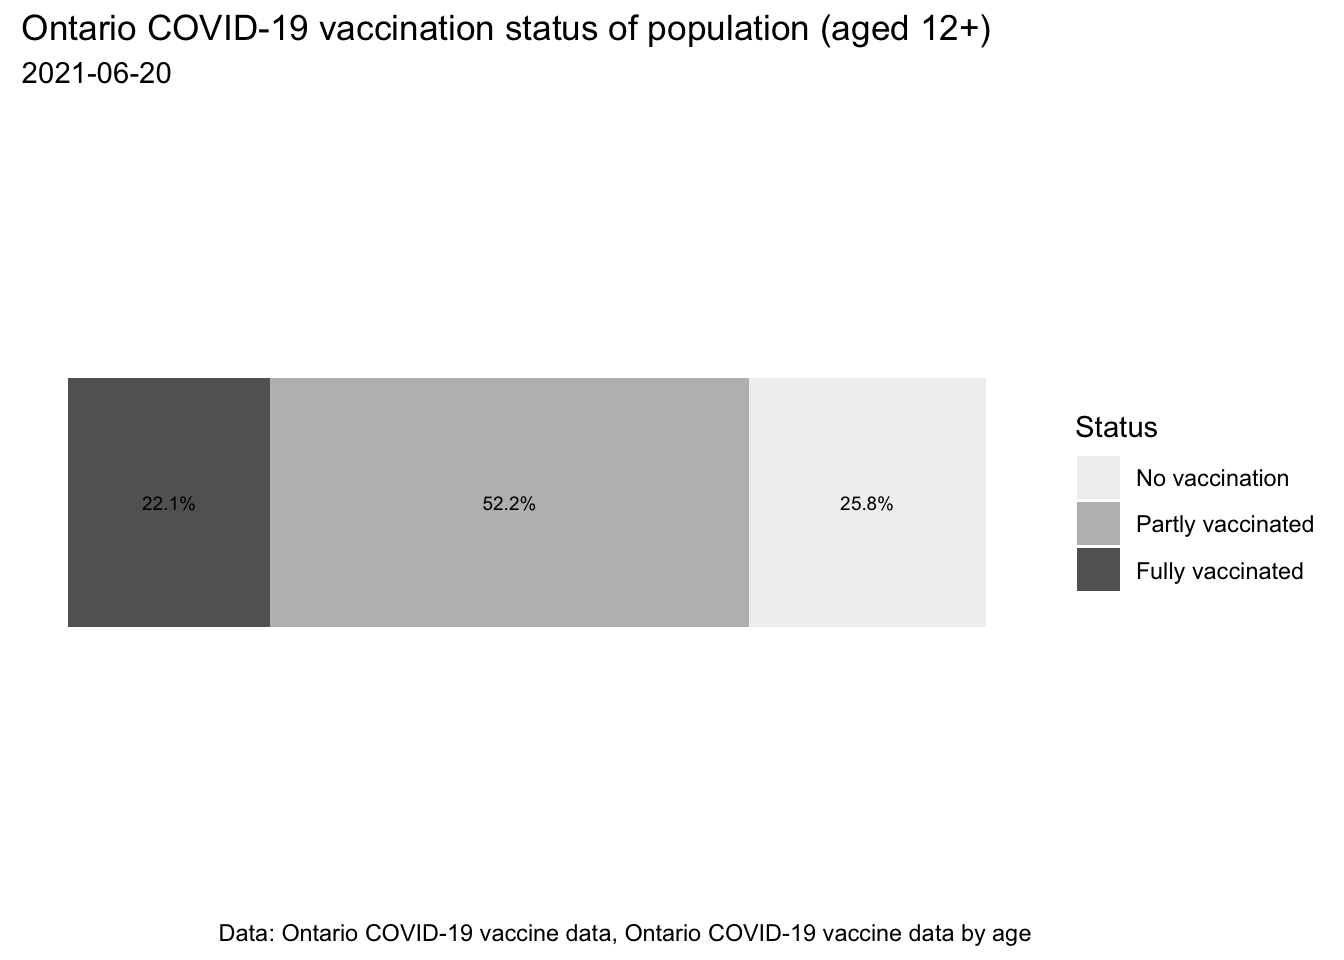 Ontario COVID-19 vaccination status of population (aged 12+)
2021-06-20
22.1%
52.2%
25.8%
Status
No vaccination
Partly vaccinated
Fully vaccinated
Data: Ontario COVID-19 vaccine data, Ontario COVID-19 vaccine data by age